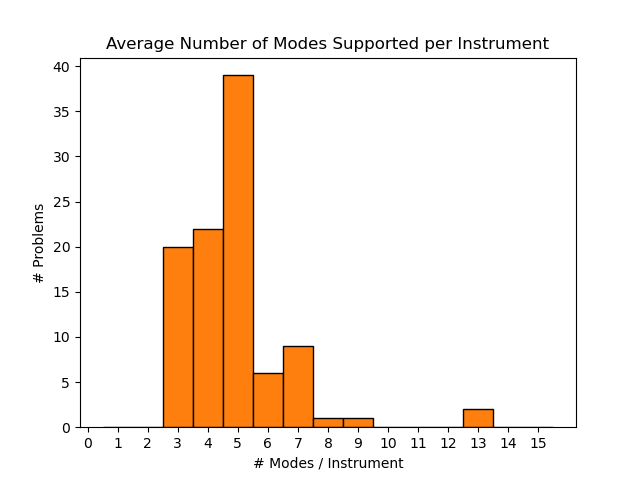 Average Number of Modes Supported per Instrument
40
35
30
25
20
15
10
5
0
# Problems
0 1 2 3 4 5 6 7 8 9 10 11 12 13 14 15
# Modes / Instrument